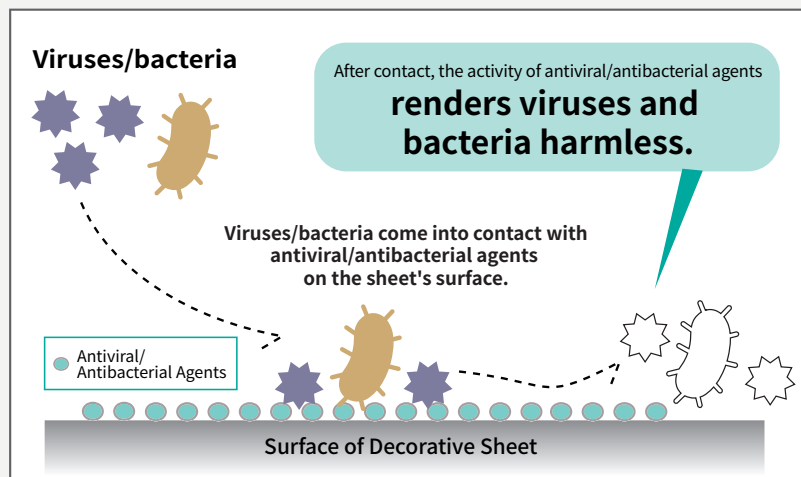 Viruses/bacteria
After contact, the activity of antiviral/antibacterial agents
renders viruses and
bacteria harmless.
Viruses/bacteria come into contact with
antiviral/antibacterial agents
on the sheet's surface.
Antiviral/
Antibacterial Agents
Surface of Decorative Sheet